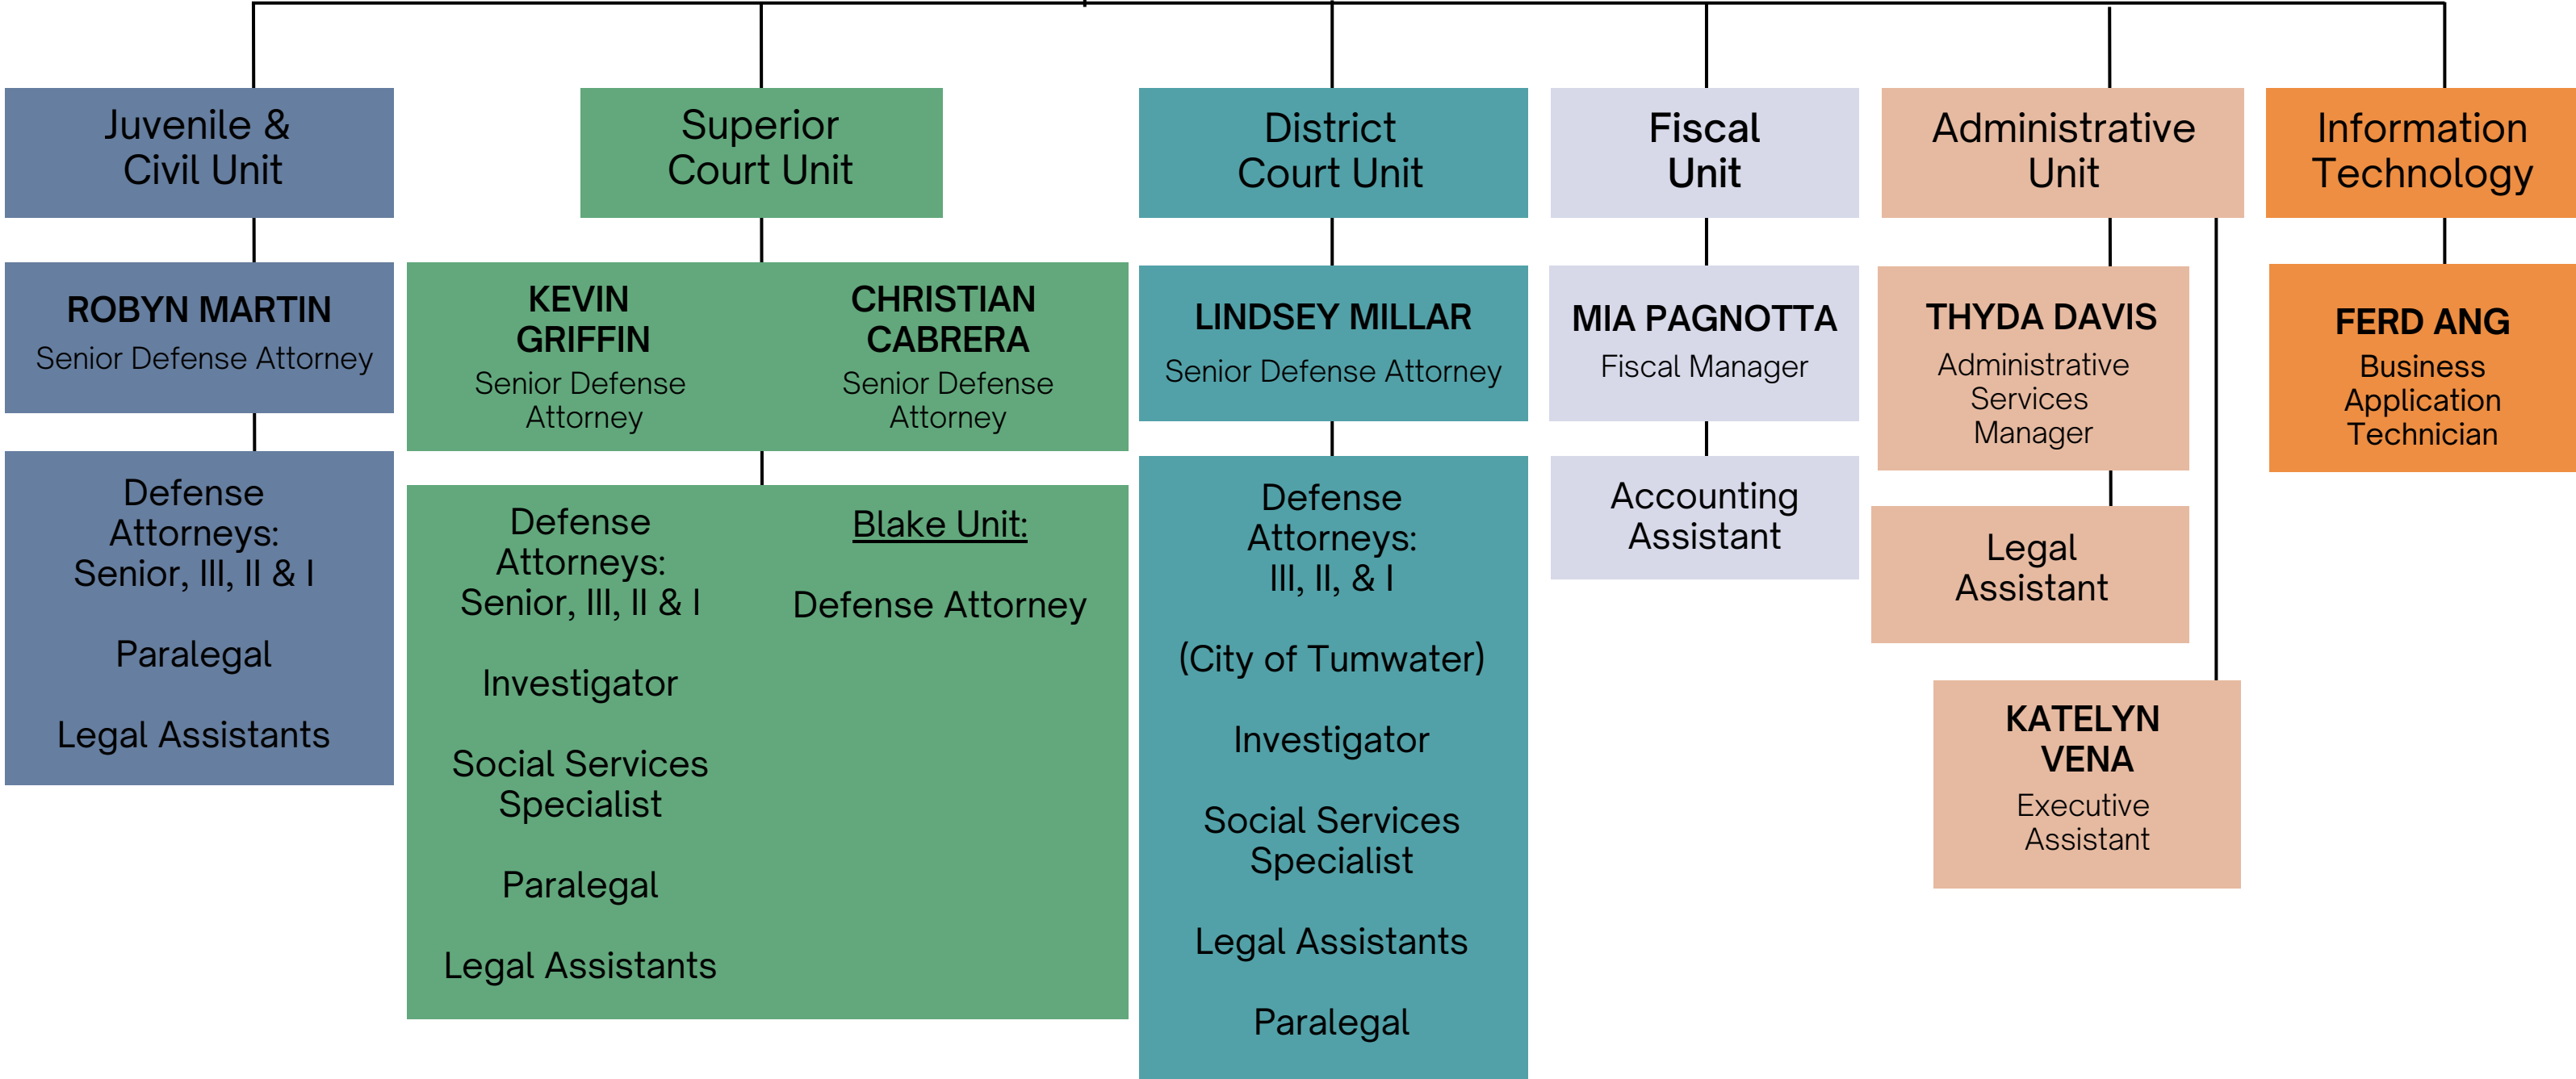 Juvenile &
Civil Unit
ROBYN MARTIN
Senior Defense Attorney
Defense
Attorneys:
Senior, III, II & I
Paralegal
Legal Assistants
Superior
Court Unit
KEVIN
GRIFFIN
Senior Defense
Attorney
CHRISTIAN
CABRERA
Senior Defense
Attorney
Defense
Attorneys:
Senior, III, II & I
Investigator
Social Services
Specialist
Paralegal
Legal Assistants
Blake Unit:
Defense Attorney
District
Court Unit
LINDSEY MILLAR
Senior Defense Attorney
Defense
Attorneys:
III, II, & I
(City of Tumwater)
Investigator
Social Services
Specialist
Legal Assistants
Paralegal
Fiscal
Unit
MIA PAGNOTTA
Fiscal Manager
Accounting
Assistant
Administrative
Unit
THYDA DAVIS
Administrative
Services
Manager
Legal
Assistant
KATELYN
VENA
Executive
Assistant
Information
Technology
FERD ANG
Business
Application
Technician